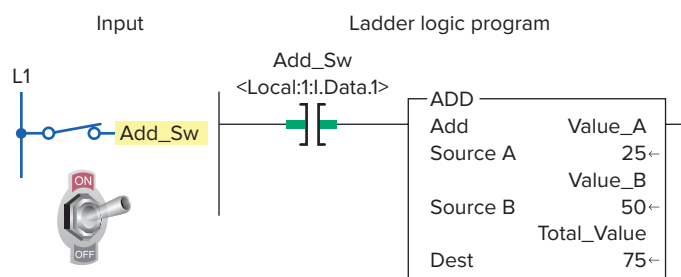 Input
Ladder logic program
L1
Add_Sw
ON
OFF
Add_Sw
<Local:1:I.Data.1>
ADD
Add Value_A
Source A 25←
Value_B
Source B 50←
Total_Value
Dest 75←